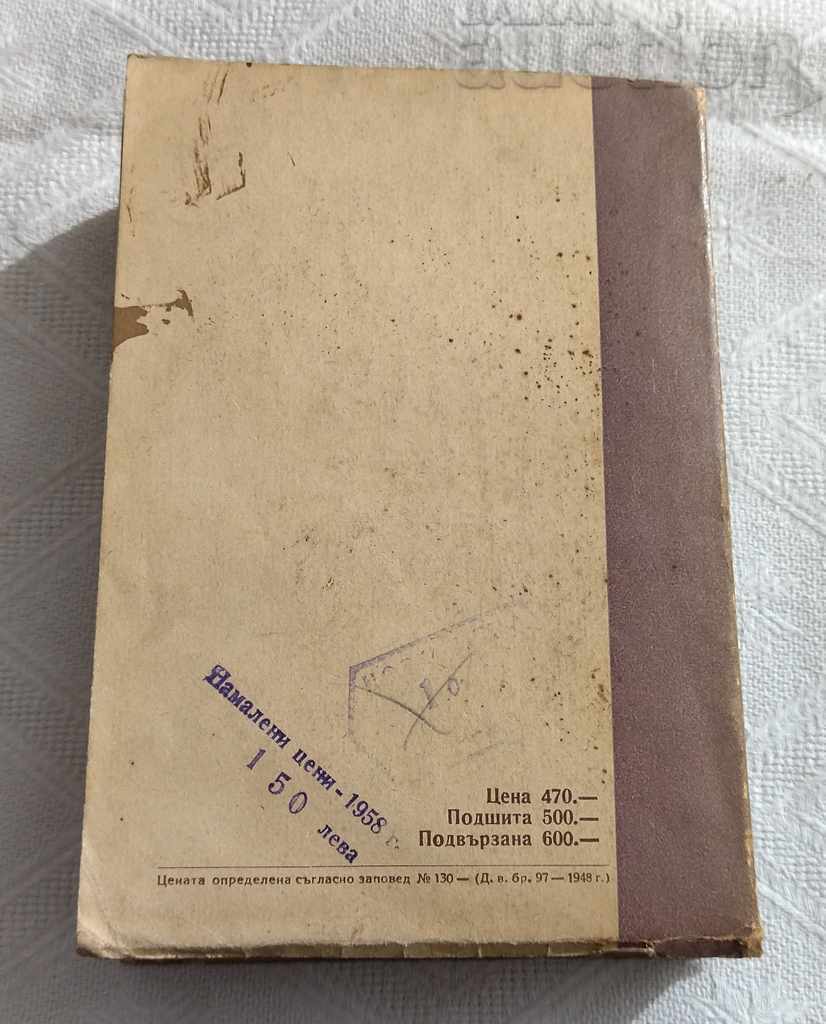 auction
Намалени цени - 1958 г.
150 лева
Цена 470.—
Подшита 500.—
Подвързана 600.—
Цената определена съгласно заповед № 130 — (Д. в. бр. 97 — 1948 г.)